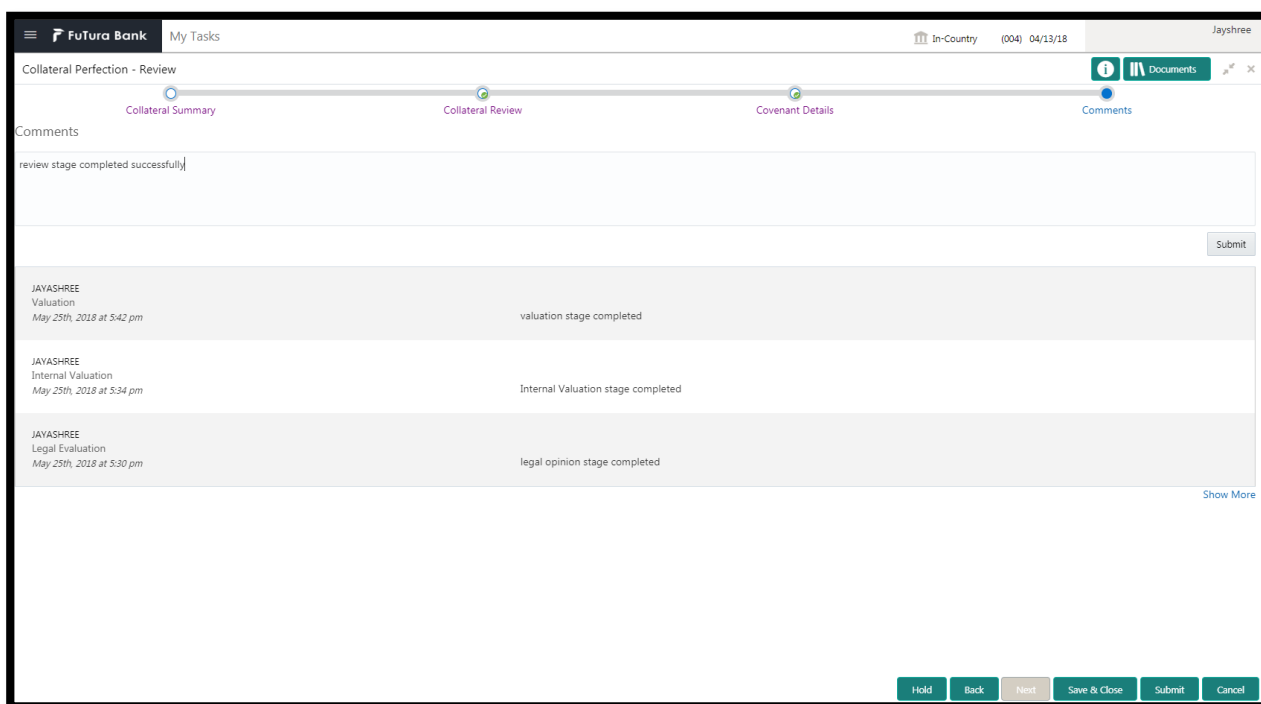 FuTura Bank My Tasks In-Country (004) 04/13/18 Jayshree
Collateral Perfection - Review i Documents
Collateral Summary Collateral Review Covenant Details Comments
Comments
review stage completed successfully
Submit
JAYASHREE
Valuation
May 25th, 2018 at 5:42 pm valuation stage completed
JAYASHREE
Internal Valuation
May 25th, 2018 at 5:34 pm Internal Valuation stage completed
JAYASHREE
Legal Evaluation
May 25th, 2018 at 5:30 pm legal opinion stage completed
Show More
Hold Back Next Save & Close Submit Cancel